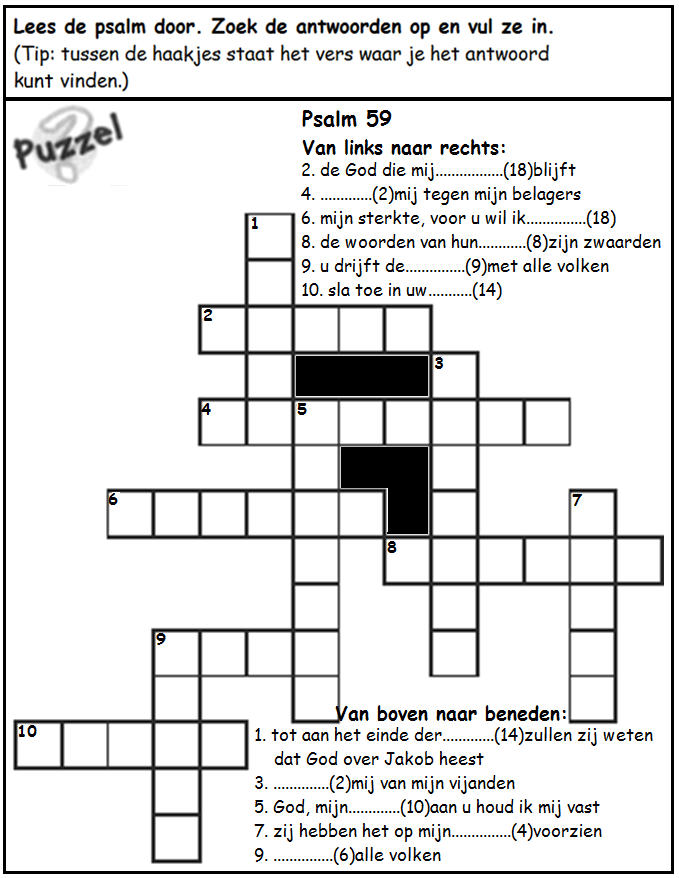 Lees de psalm door. Zoek de antwoorden op en vul ze in.
(Tip: tussen de haakjes staat het vers waar je het antwoord
kunt vinden.)
Puzzel
Psalm 59
Van links naar rechts:
2. de God die mij................(18)blijft
4. .............(2)mij tegen mijn belagers
6. mijn sterkte, voor u wil ik...............(18)
8. de woorden van hun............(8)zijn zwaarden
9. u drijft de...............(9)met alle volken
10. sla toe in uw...........(14)
1
2
3
4
5
6
7
8
9
10
Van boven naar beneden:
1. tot aan het einde der.............(14)zullen zij weten
dat God over Jakob heest
3. ..............(2)mij van mijn vijanden
5. God, mijn.............(10)aan u houd ik mij vast
7. zij hebben het op mijn...............(4)voorzien
9. ...............(6)alle volken